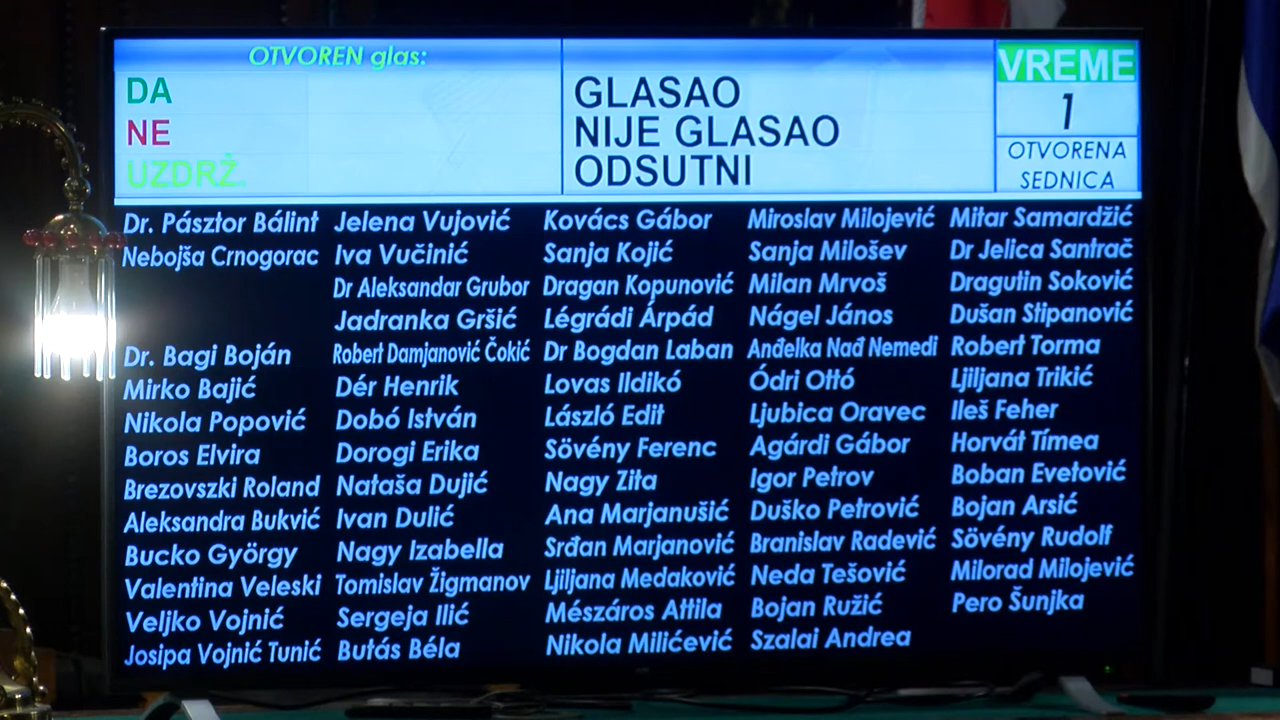 OTVOREN glas:
DA
NE
UZDRŽ.
GLASAO
NIJE GLASAO
ODSUTNI
VREME
1
OTVORENA
SEDNICA
Dr. Pásztor Bálint
Nebojša Crnogorac
Dr. Bagi Boján
Mirko Bajić
Nikola Popović
Boros Elvira
Brezovszki Roland
Aleksandra Bukvić
Bucko György
Valentina Veleski
Veljko Vojnić
Josipa Vojnić Tunić
Jelena Vujović
Iva Vučinić
Dr Aleksandar Grubor
Jadranka Gršić
Robert Damjanović Čokić
Dér Henrik
Dobó István
Dorogi Erika
Nataša Dujić
Ivan Dulić
Nagy Izabella
Tomislav Žigmanov
Sergeja Ilić
Butás Béla
Kovács Gábor
Sanja Kojić
Dragan Kopunović
Légrádi Árpád
Dr Bogdan Laban
Lovas Ildikó
László Edit
Sövény Ferenc
Nagy Zita
Ana Marjanušić
Srđan Marjanović
Ljiljana Medaković
Mészáros Attila
Nikola Milićević
Miroslav Milojević
Sanja Milošev
Milan Mrvoš
Nágel János
Anđelka Nađ Nemedi
Ódri Ottó
Ljubica Oravec
Agárdi Gábor
Igor Petrov
Duško Petrović
Branislav Radević
Neda Tešović
Bojan Ružić
Szalai Andrea
Mitar Samardžić
Dr Jelica Santrač
Dragutin Soković
Dušan Stipanović
Robert Torma
Ljiljana Trikić
Ileš Feher
Horvát Tímea
Boban Evetović
Bojan Arsić
Sövény Rudolf
Milorad Milojević
Pero Šunjka